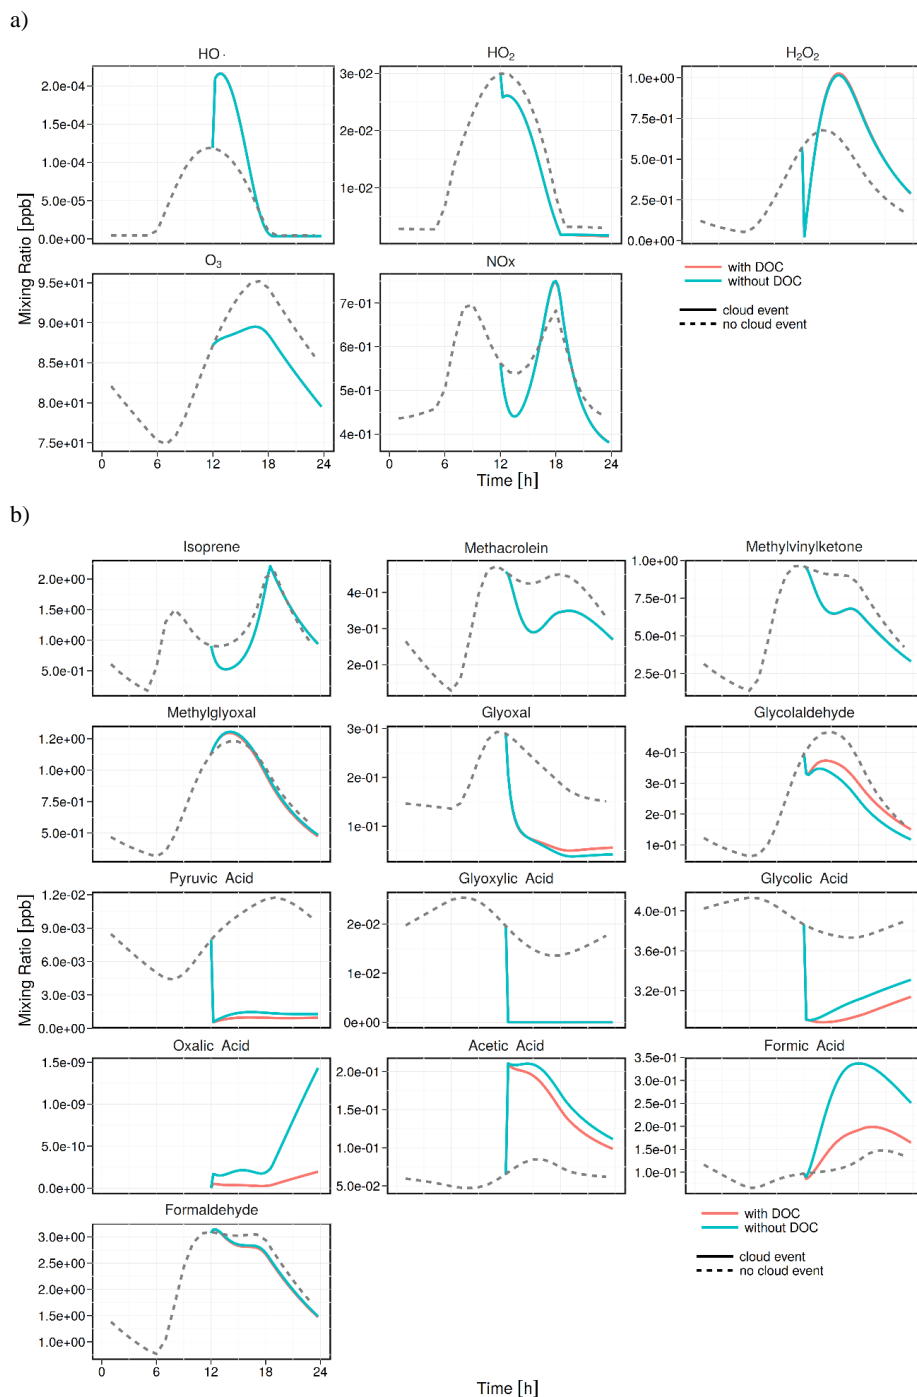 a)
HO ·
HO2
H2O2
2.0e-04
1.5e-04
1.0e-04
5.0e-05
0.0e+00
3e-02
2e-02
1e-02
1.0e+00
5.0e-01
0.0e+00
Mixing Ratio [ppb]
O3
NOx
with DOC
without DOC
cloud event
no cloud event
9.5e+01
9.0e+01
8.5e+01
8.0e+01
7.5e+01
7e-01
6e-01
5e-01
4e-01
0 6 12 18 24
0 6 12 18 24
Time [h]
b)
Isoprene
Methacrolein
Methylvinylketone
2.0e+00
1.5e+00
1.0e+00
5.0e-01
4e-01
3e-01
2e-01
1.0e+00
7.5e-01
5.0e-01
2.5e-01
Methylglyoxal
Glyoxal
Glycolaldehyde
1.2e+00
1.0e+00
7.5e-01
5.0e-01
3e-01
2e-01
1e-01
4e-01
3e-01
2e-01
1e-01
Mixing Ratio [ppb]
Pyruvic Acid
Glyoxylic Acid
Glycolic Acid
1.2e-02
9.0e-03
6.0e-03
3.0e-03
0.0e+00
2e-02
1e-02
0e+00
4.0e-01
3.6e-01
3.2e-01
Oxalic Acid
Acetic Acid
Formic Acid
1.5e-09
1.0e-09
5.0e-10
0.0e+00
2.0e-01
1.5e-01
1.0e-01
5.0e-02
3.5e-01
3.0e-01
2.5e-01
2.0e-01
1.5e-01
1.0e-01
Formaldehyde
with DOC
without DOC
cloud event
no cloud event
3.0e+00
2.5e+00
2.0e+00
1.5e+00
1.0e+00
0 6 12 18 24
Time [h]